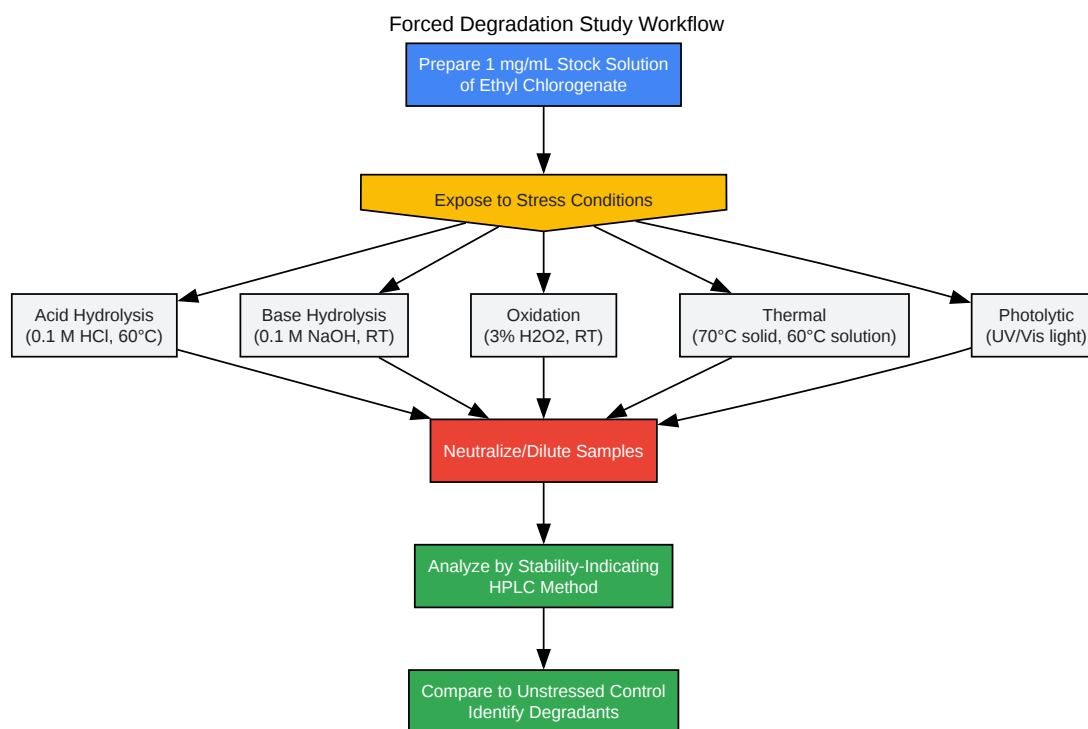 Forced Degradation Study Workflow
Prepare 1 mg/mL Stock Solution
of Ethyl Chlorogenate
Expose to Stress Conditions
Acid Hydrolysis
(0.1 M HCl, 60°C)
Base Hydrolysis
(0.1 M NaOH, RT)
Oxidation
(3% H2O2, RT)
Thermal
(70°C solid, 60°C solution)
Photolytic
(UV/Vis light)
Neutralize/Dilute Samples
Analyze by Stability-Indicating
HPLC Method
Compare to Unstressed Control
Identify Degradants